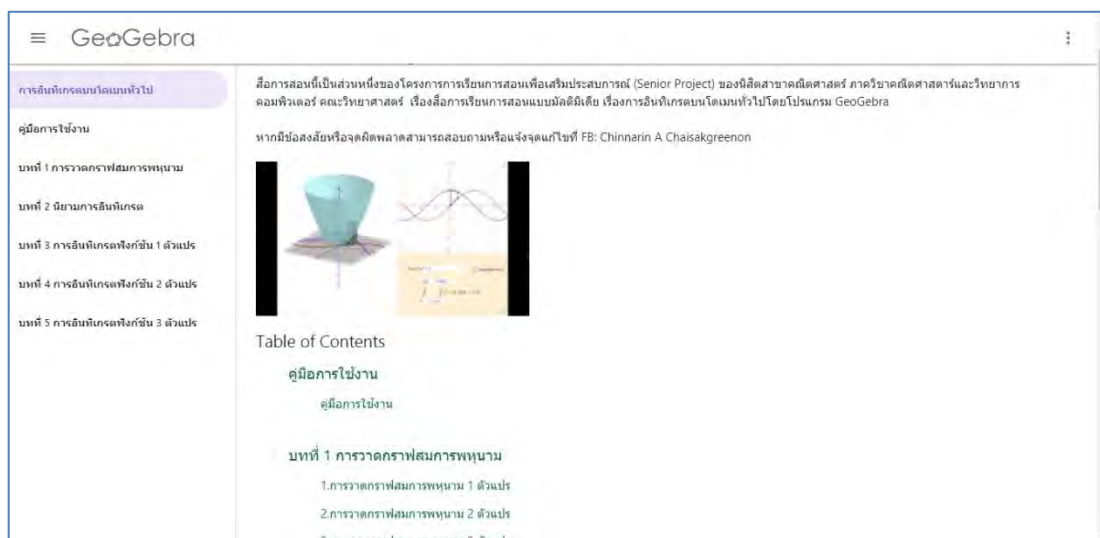 GeoGebra
การอินทิเกรตบนโดเมนทั่วไป
คู่มือการใช้งาน
บทที่ 1 การวาดกราฟสมการพหุนาม
บทที่ 2 นิยามการอินทิเกรต
บทที่ 3 การอินทิเกรตฟังก์ชัน 1 ตัวแปร
บทที่ 4 การอินทิเกรตฟังก์ชัน 2 ตัวแปร
บทที่ 5 การอินทิเกรตฟังก์ชัน 3 ตัวแปร
สื่อการสอนนี้เป็นส่วนหนึ่งของโครงการการเรียนการสอนเพื่อเสริมประสบการณ์ (Senior Project) ของนิสิตสาขาคณิตศาสตร์ ภาควิชาคณิตศาสตร์และวิทยาการ
คอมพิวเตอร์ คณะวิทยาศาสตร์ เรื่องสื่อการเรียนการสอนแบบมัลติมีเดีย เรื่องการอินทิเกรตบนโดเมนทั่วไปโดยโปรแกรม GeoGebra
หากมีข้อสงสัยหรือจุดผิดพลาดสามารถสอบถามหรือแจ้งจุดแก้ไขที่ FB: Chinnarin A Chaisakgreenon
Table of Contents
คู่มือการใช้งาน
คู่มือการใช้งาน
บทที่ 1 การวาดกราฟสมการพหุนาม
1.การวาดกราฟสมการพหุนาม 1 ตัวแปร
2.การวาดกราฟสมการพหุนาม 2 ตัวแปร